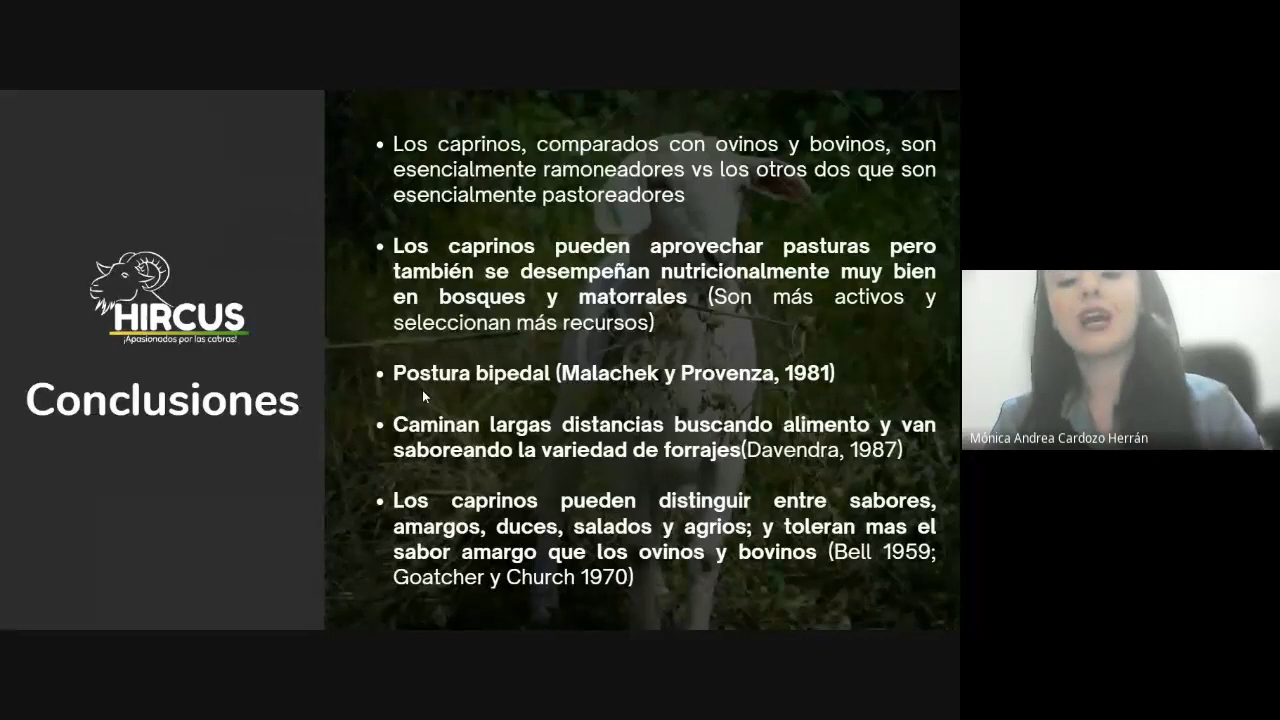 HIRCUS
¡Apasionados por las cabras!
Conclusiones
• Los caprinos, comparados con ovinos y bovinos, son
esencialmente ramoneadores vs los otros dos que son
esencialmente pastoreadores
• Los caprinos pueden aprovechar pasturas pero
también se desempeñan nutricionalmente muy bien
en bosques y matorrales (Son más activos y
seleccionan más recursos)
• Postura bipedal (Malachek y Provenza, 1981)
• Caminan largas distancias buscando alimento y van
saboreando la variedad de forrajes(Davendra, 1987)
• Los caprinos pueden distinguir entre sabores,
amargos, duces, salados y agrios; y toleran mas el
sabor amargo que los ovinos y bovinos (Bell 1959;
Goatcher y Church 1970)
Mónica Andrea Cardozo Herrán